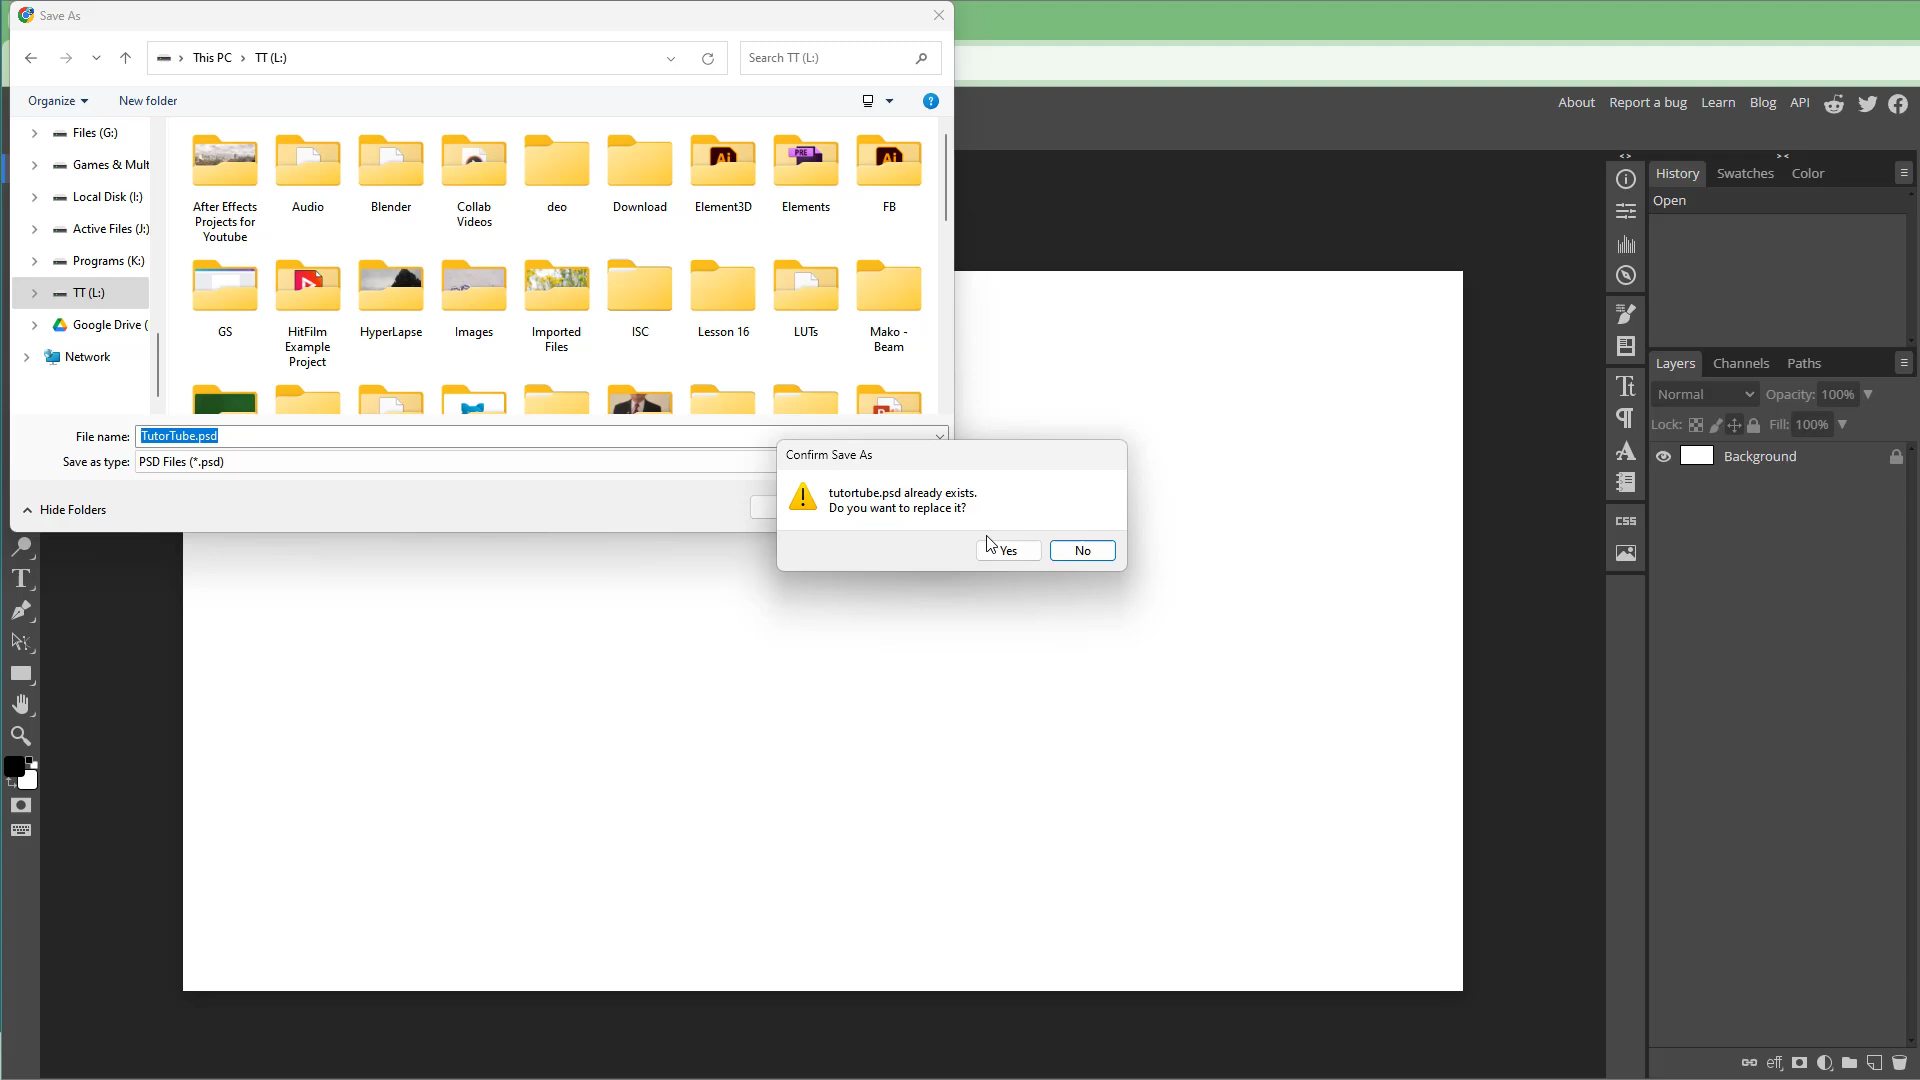 Save As
This PC > TT (L:)
Search TT (L:)
Organize
New folder
About
Report a bug
Learn
Blog
API
Files (G:)
Games & Mult
Local Disk (I:)
Active Files (J:)
Programs (K:)
TT (L:)
Google Drive (
Network
After Effects
Projects for
Youtube
Audio
Blender
Collab
Videos
deo
Download
Element3D
Elements
FB
GS
HitFilm
Example
Project
HyperLapse
Images
Imported
Files
ISC
Lesson 16
LUTs
Mako -
Beam
File name: TutorTube.psd
Save as type: PSD Files (*.psd)
Hide Folders
Confirm Save As
tutortube.psd already exists.
Do you want to replace it?
Yes
No
History
Swatches
Color
Open
CSS
Layers
Channels
Paths
Normal
Opacity: 100%
Lock:
Fill: 100%
Background
eff